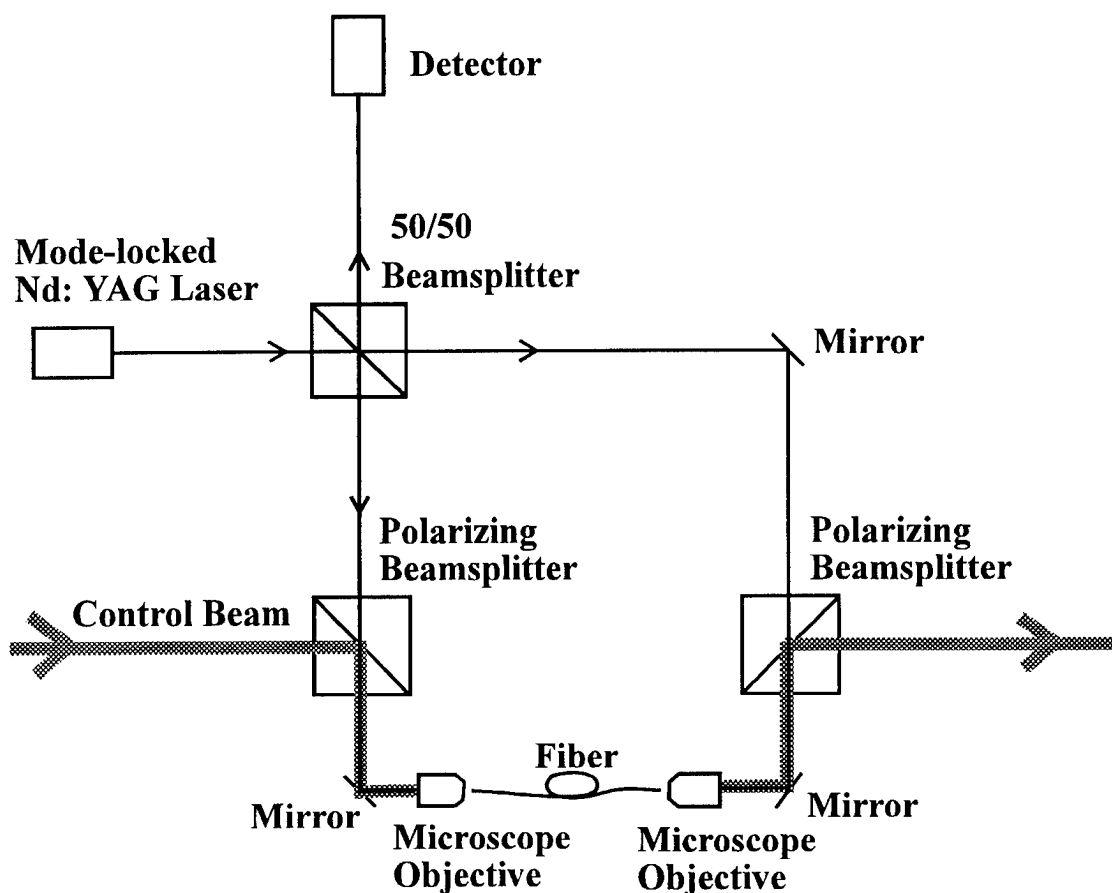 Detector
50/50
Beamsplitter
Mode-locked
Nd: YAG Laser
Mirror
Polarizing
Beamsplitter
Polarizing
Beamsplitter
Control Beam
Fiber
Mirror
Mirror
Microscope
Objective
Microscope
Objective